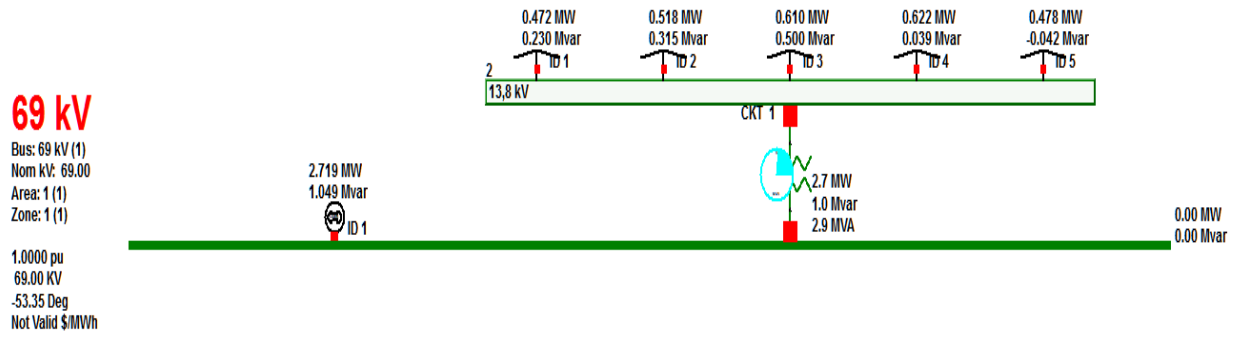 0.472 MW
0.230 Mvar
ID 1
0.518 MW
0.315 Mvar
ID 2
0.610 MW
0.500 Mvar
ID 3
0.622 MW
0.039 Mvar
ID 4
0.478 MW
-0.042 Mvar
ID 5
2
13,8 kV
CKT 1
69 kV
Bus: 69 kV (1)
Nom kV: 69.00
Area: 1 (1)
Zone: 1 (1)
1.0000 pu
69.00 KV
-53.35 Deg
Not Valid $/MWh
2.719 MW
1.049 Mvar
ID 1
2.7 MW
1.0 Mvar
2.9 MVA
0.00 MW
0.00 Mvar